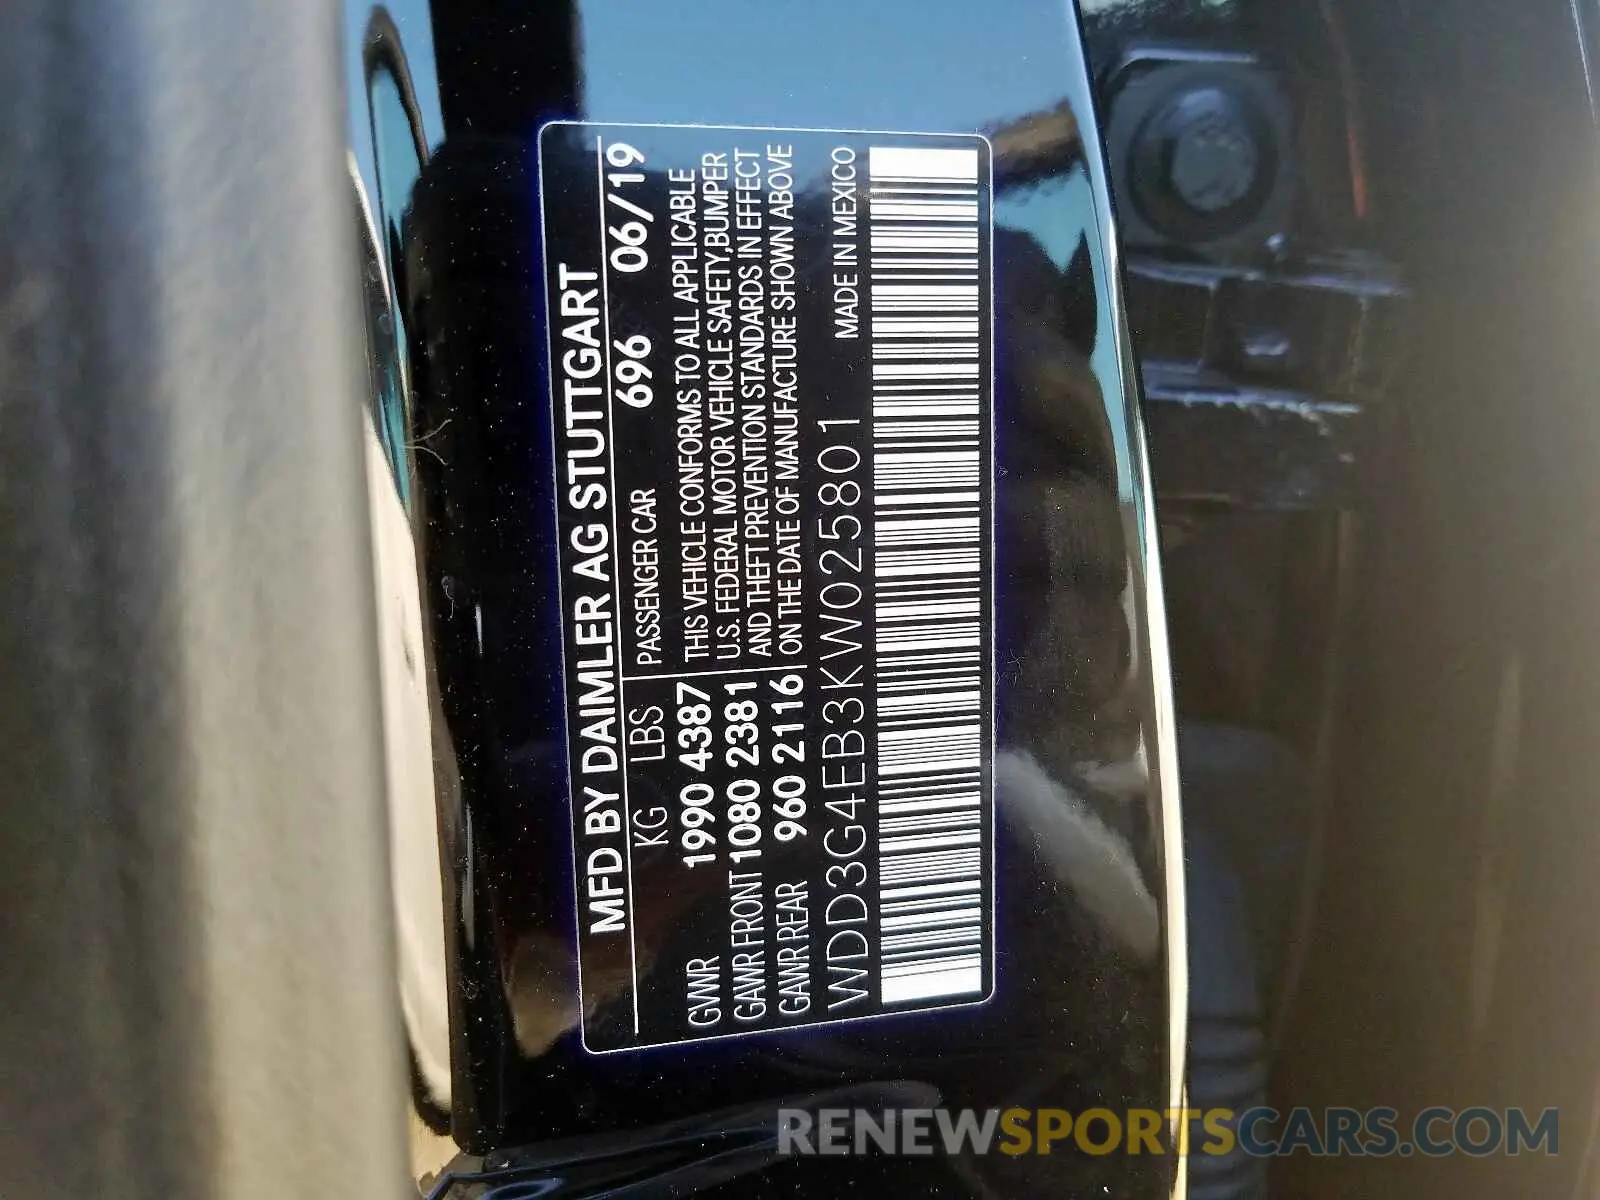 MFD BY DAIMLER AG STUTTGART
KG LBS PASSENGER CAR 696 06/19
GVWR 1990 4387 THIS VEHICLE CONFORMS TO ALL APPLICABLE
U.S. FEDERAL MOTOR VEHICLE SAFETY,BUMPER
GAWR FRONT 1080 2381 AND THEFT PREVENTION STANDARDS IN EFFECT
GAWR REAR 960 2116 ON THE DATE OF MANUFACTURE SHOWN ABOVE
WDD3G4EB3KW025801 MADE IN MEXICO
RENEWSPORTSCARS.COM